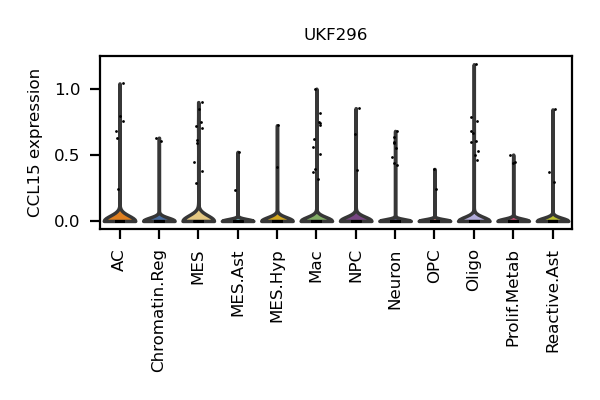 UKF296
CCL15 expression
1.0
0.5
0.0
AC
Chromatin.Reg
MES
MES.Ast
MES.Hyp
Mac
NPC
Neuron
OPC
Oligo
Prolif.Metab
Reactive.Ast